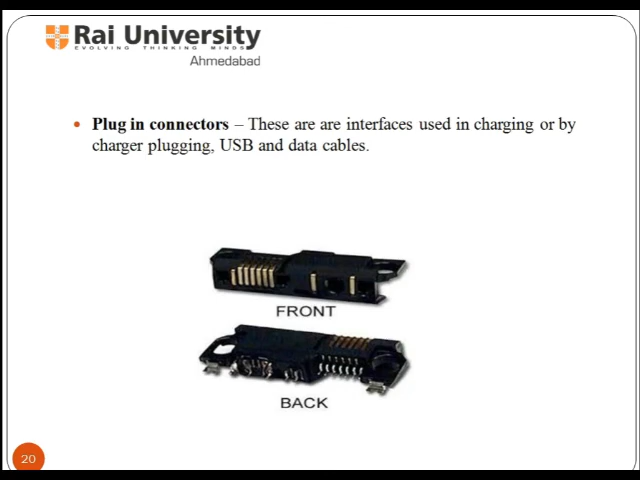 Rai University
EVOLVING THINKING MINDS
Ahmedabad
• Plug in connectors – These are are interfaces used in charging or by
charger plugging, USB and data cables.
FRONT
BACK
20